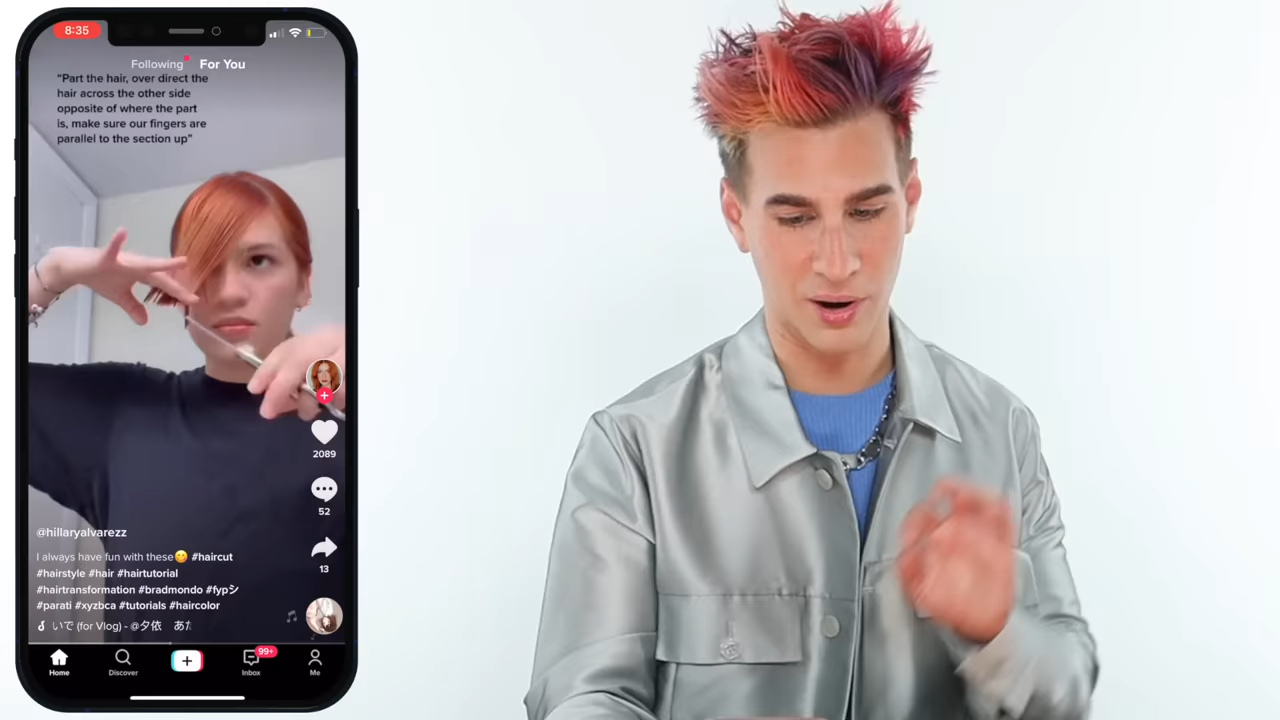 8:35
Following For You
"Part the hair, over direct the
hair across the other side
opposite of where the part
is, make sure our fingers are
parallel to the section up"
2089
52
13
@hillaryalvarezz
I always have fun with these #haircut
#hairstyle #hair #hairtutorial
#hairtransformation #bradmondo #fypシ
#parati #xyzbca #tutorials #haircolor
いで (for Vlog) - @夕依 あた
99+
Home Discover Inbox Me